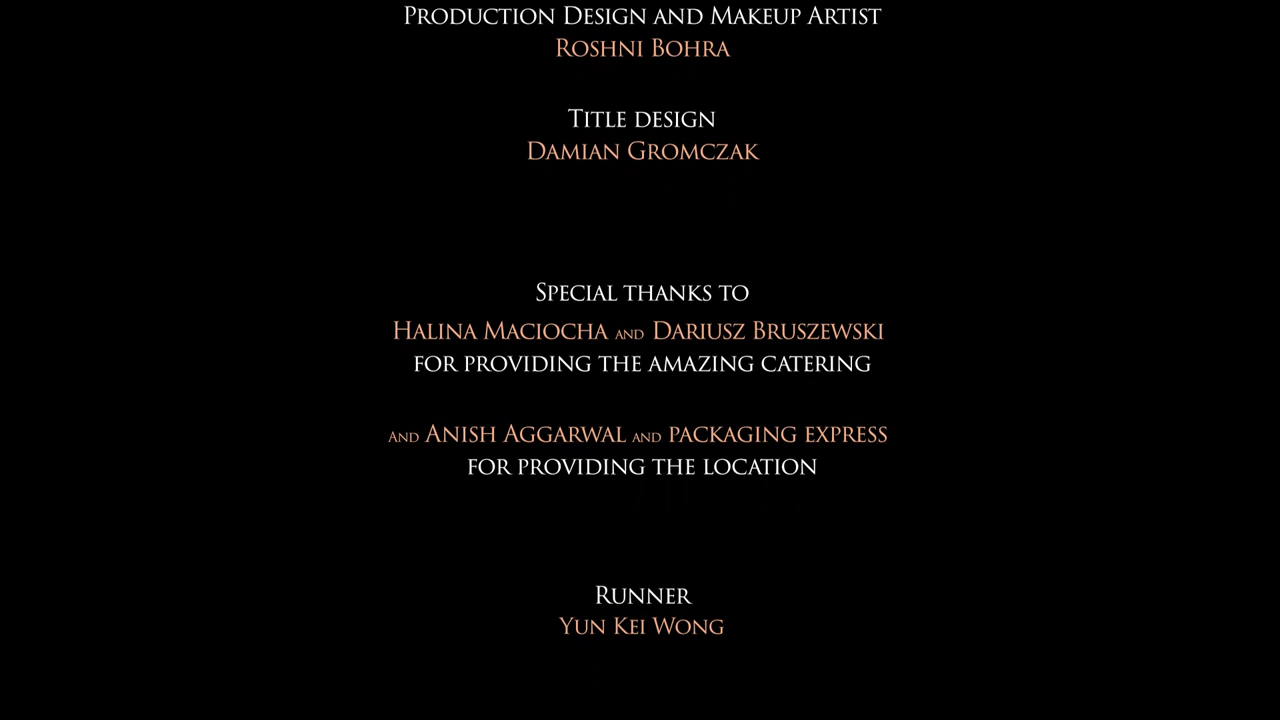 Production Design and Makeup Artist
Roshni Bohra
Title design
Damian Gromczak
Special thanks to
Halina Maciocha and Dariusz Bruszewski
for providing the amazing catering
and Anish Aggarwal and packaging express
for providing the location
Runner
Yun Kei Wong